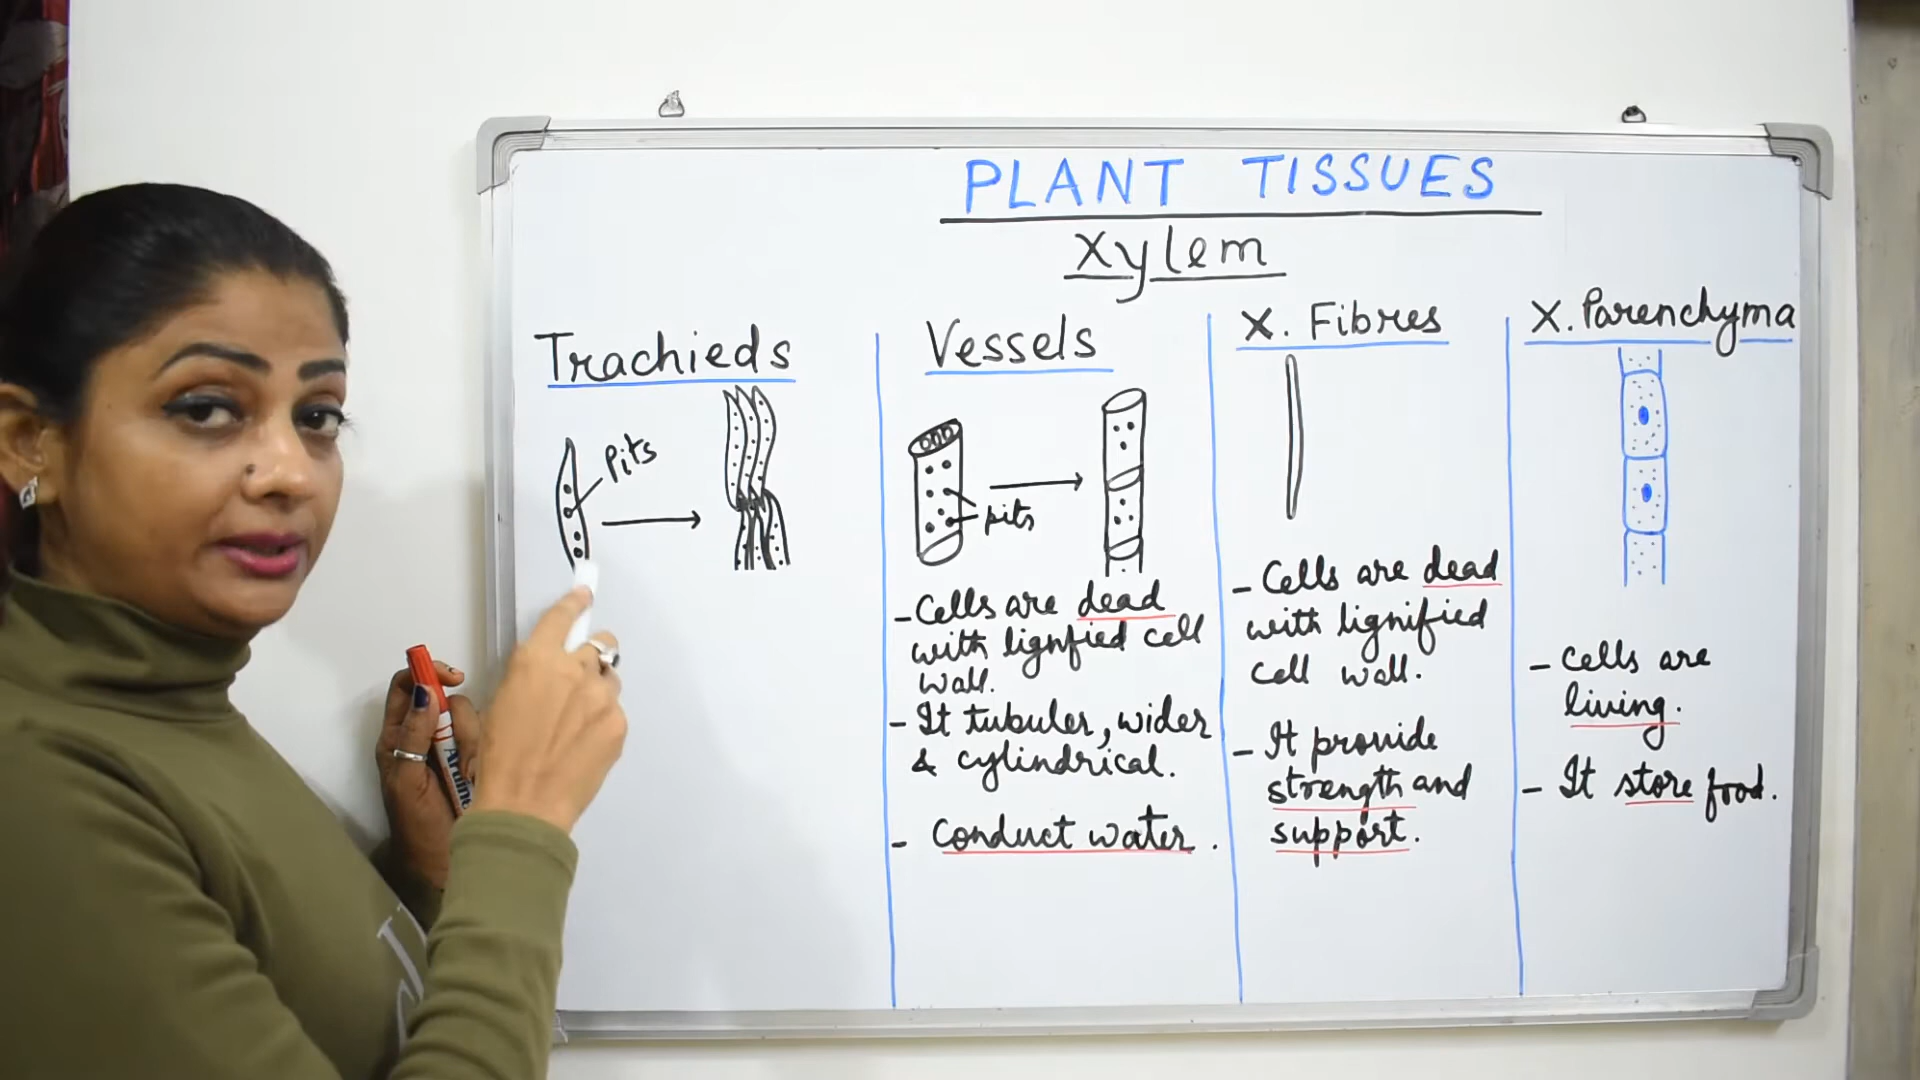 PLANT TISSUES
Xylem
Trachieds
Pits
Vessels
pits
- Cells are dead
with lignfied cell
wall.
- It tubuler, wider
& cylindrical.
- Conduct water.
X. Fibres
- Cells are dead
with lignified
cell wall.
- It provide
strength and
support.
X. Parenchyma
- cells are
living.
- It store food.
Artline